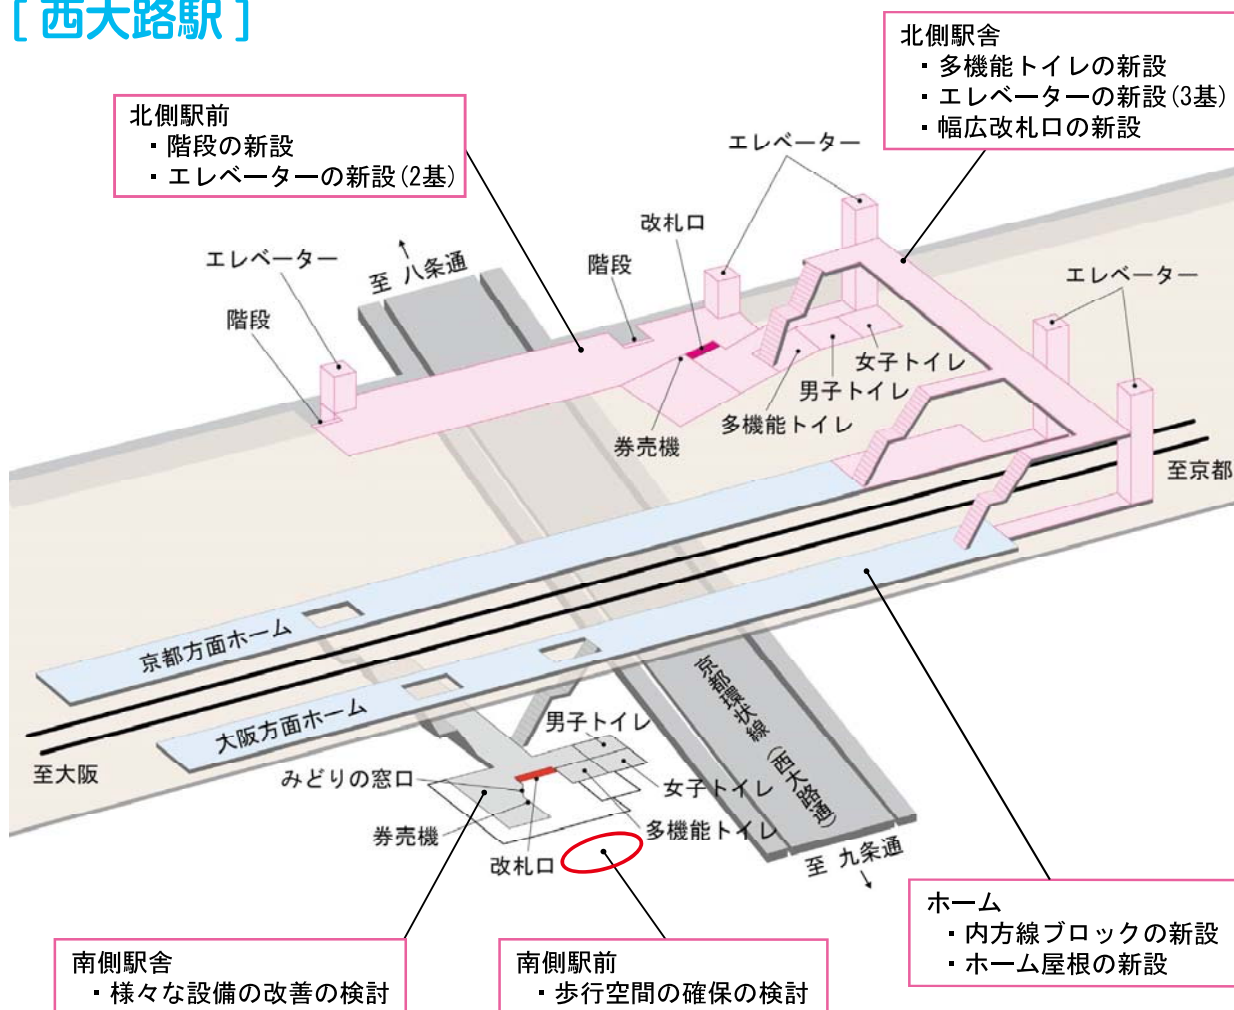 [ 西大路駅 ]
北側駅舎
・多機能トイレの新設
・エレベーターの新設(3基)
・幅広改札口の新設
北側駅前
・階段の新設
・エレベーターの新設(2基)
エレベーター
改札口
階段
エレベーター
至 八条通
エレベーター
階段
女子トイレ
男子トイレ
多機能トイレ
券売機
至京都
京都方面ホーム
大阪方面ホーム
至大阪
京都環状線(西大路通)
男子トイレ
みどりの窓口
女子トイレ
券売機
多機能トイレ
改札口
至 九条通
ホーム
・内方線ブロックの新設
・ホーム屋根の新設
南側駅舎
・様々な設備の改善の検討
南側駅前
・歩行空間の確保の検討